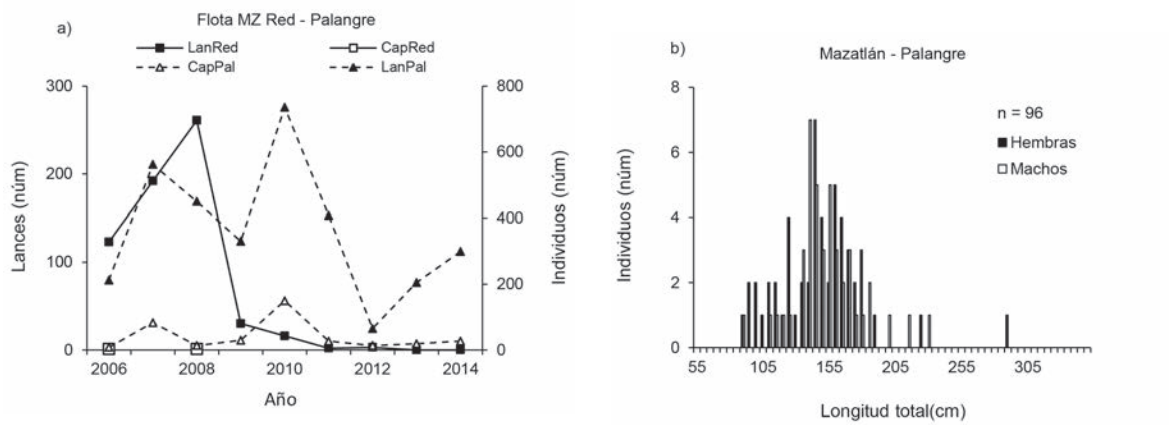 a)
Flota MZ Red - Palangre
LanRed
CapRed
CapPal
LanPal
300
200
100
0
Lances (núm)
800
600
400
200
0
Individuos (núm)
2006 2008 2010 2012 2014
Año
b)
Mazatlán - Palangre
n = 96
Hembras
Machos
8
6
4
2
0
Individuos (núm)
55 105 155 205 255 305
Longitud total(cm)